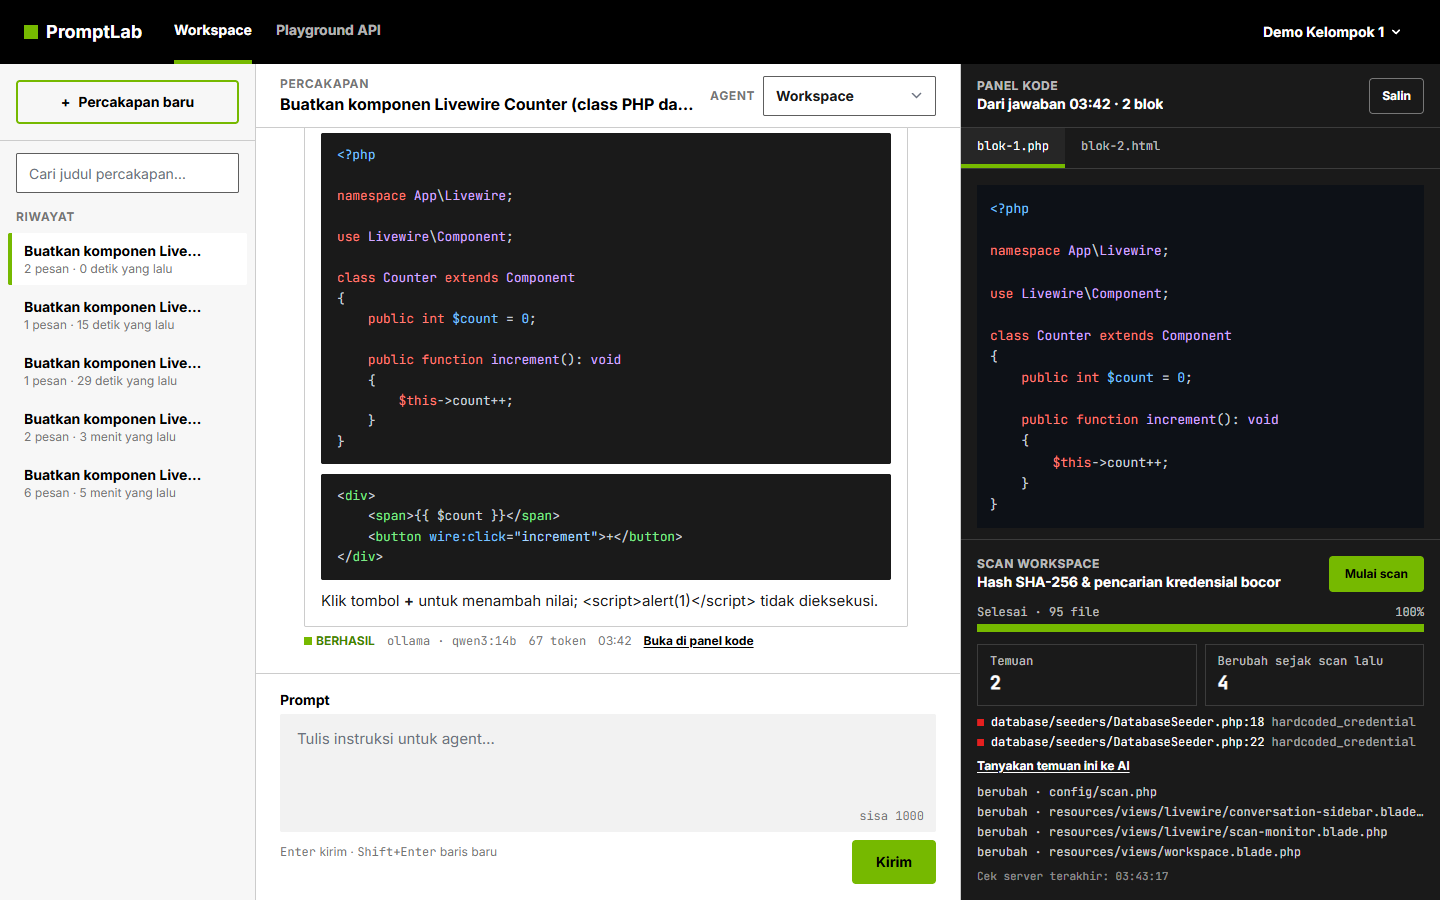 PromptLab
Workspace
Playground API
Demo Kelompok 1
+ Percakapan baru
Cari judul percakapan...
RIWAYAT
Buatkan komponen Live...
2 pesan · 0 detik yang lalu
Buatkan komponen Live...
1 pesan · 15 detik yang lalu
Buatkan komponen Live...
1 pesan · 29 detik yang lalu
Buatkan komponen Live...
2 pesan · 3 menit yang lalu
Buatkan komponen Live...
6 pesan · 5 menit yang lalu
PERCAKAPAN
Buatkan komponen Livewire Counter (class PHP da...
AGENT
Workspace
<?php

namespace App\Livewire;

use Livewire\Component;

class Counter extends Component
{
    public int $count = 0;

    public function increment(): void
    {
        $this->count++;
    }
}
<div>
    <span>{{ $count }}</span>
    <button wire:click="increment">+</button>
</div>
Klik tombol + untuk menambah nilai; <script>alert(1)</script> tidak dieksekusi.
BERHASIL ollama · qwen3:14b 67 token 03:42 Buka di panel kode
Prompt
Tulis instruksi untuk agent...
sisa 1000
Enter kirim · Shift+Enter baris baru
Kirim
PANEL KODE
Dari jawaban 03:42 · 2 blok
Salin
blok-1.php
blok-2.html
<?php

namespace App\Livewire;

use Livewire\Component;

class Counter extends Component
{
    public int $count = 0;

    public function increment(): void
    {
        $this->count++;
    }
}
SCAN WORKSPACE
Hash SHA-256 & pencarian kredensial bocor
Mulai scan
Selesai · 95 file
100%
Temuan
2
Berubah sejak scan lalu
4
database/seeders/DatabaseSeeder.php:18 hardcoded_credential
database/seeders/DatabaseSeeder.php:22 hardcoded_credential
Tanyakan temuan ini ke AI
berubah · config/scan.php
berubah · resources/views/livewire/conversation-sidebar.blade…
berubah · resources/views/livewire/scan-monitor.blade.php
berubah · resources/views/workspace.blade.php
Cek server terakhir: 03:43:17